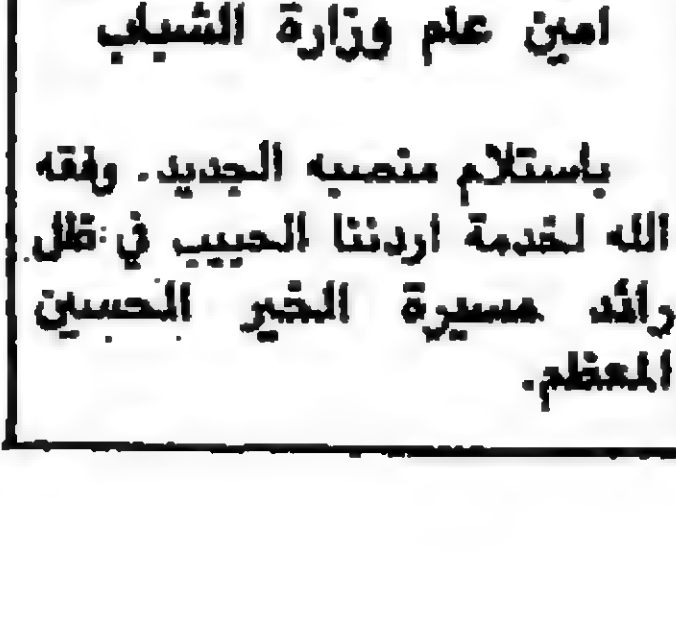 امين عام وزارة الشباب
باستلام منصبه الجديد. وفقه
الله لخدمة اردننا الحبيب في ظل
رائد مسيرة الخير الحسين
المعظم.